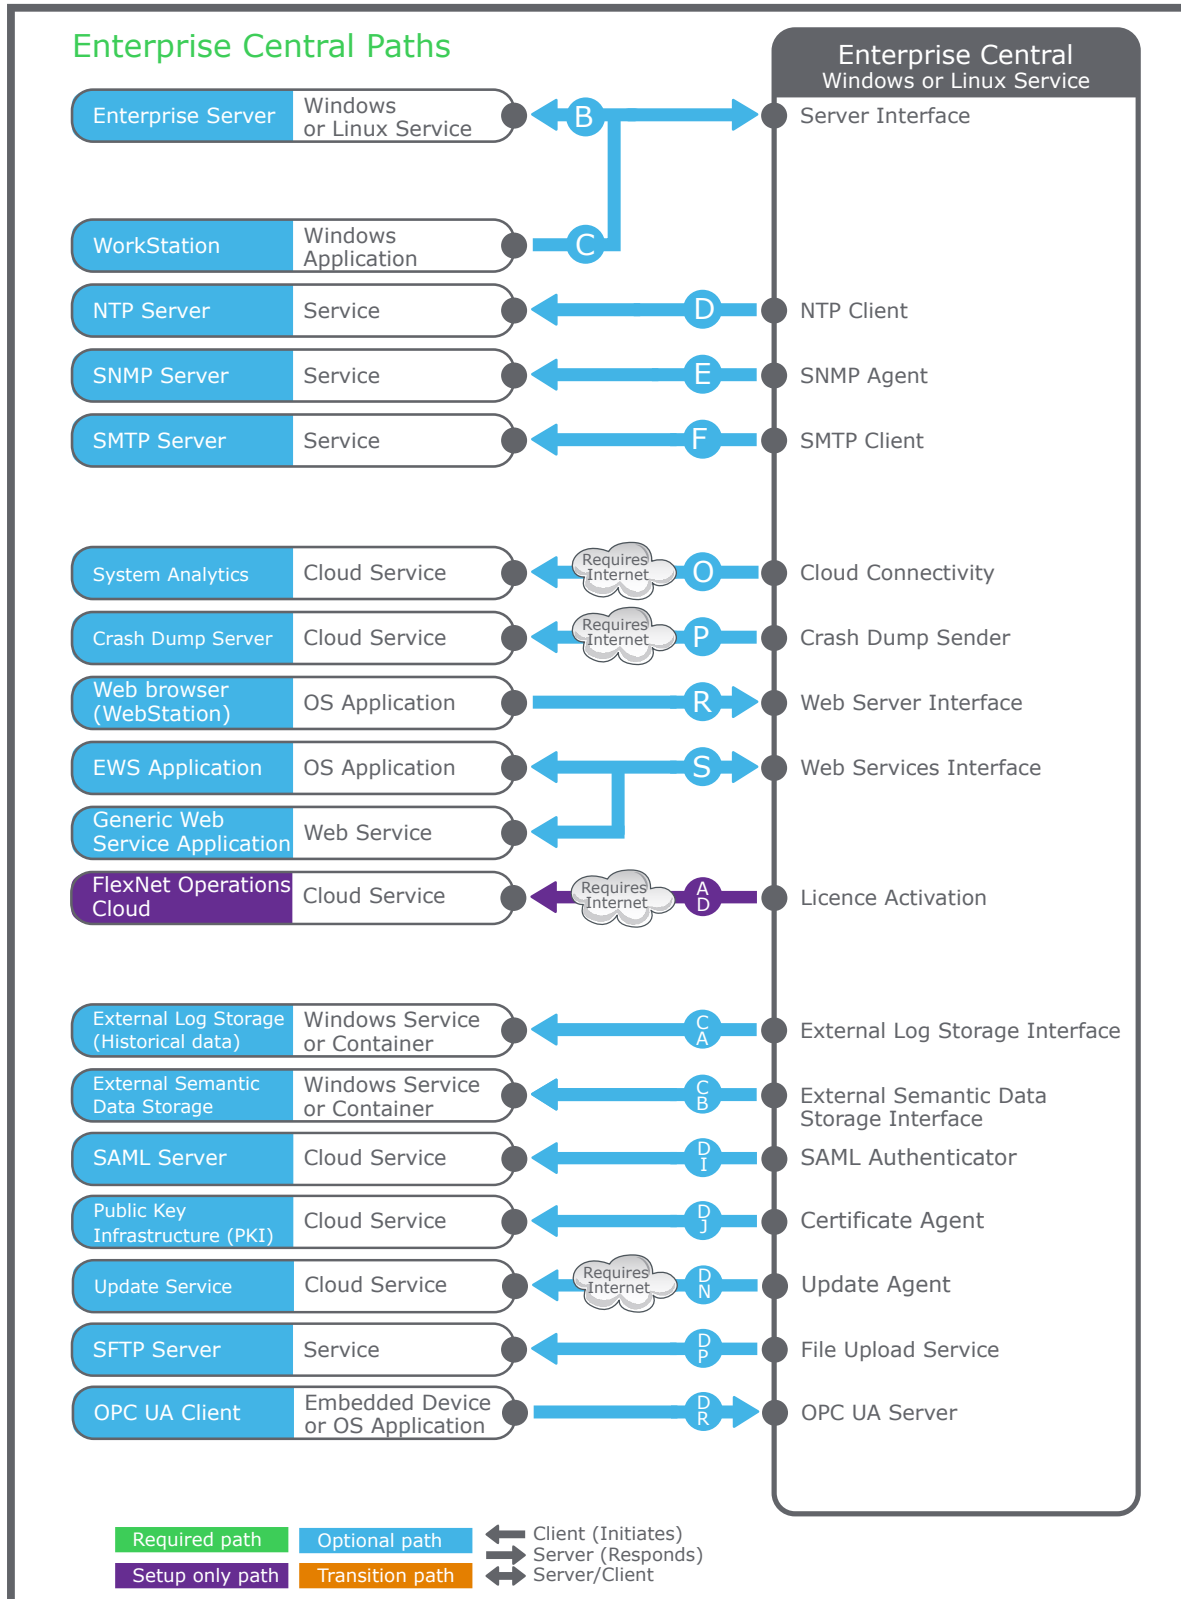 Enterprise Central Paths
Enterprise Central
Windows or Linux Service
Enterprise Server
Windows
or Linux Service
B
Server Interface
WorkStation
Windows
Application
C
NTP Server
Service
D
NTP Client
SNMP Server
Service
E
SNMP Agent
SMTP Server
Service
F
SMTP Client
System Analytics
Cloud Service
Requires
Internet
O
Cloud Connectivity
Crash Dump Server
Cloud Service
Requires
Internet
P
Crash Dump Sender
Web browser
(WebStation)
OS Application
R
Web Server Interface
EWS Application
OS Application
S
Web Services Interface
Generic Web
Service Application
Web Service
FlexNet Operations
Cloud
Cloud Service
Requires
Internet
A
D
Licence Activation
External Log Storage
(Historical data)
Windows Service
or Container
C
A
External Log Storage Interface
External Semantic
Data Storage
Windows Service
or Container
C
B
External Semantic Data
Storage Interface
SAML Server
Cloud Service
D
I
SAML Authenticator
Public Key
Infrastructure (PKI)
Cloud Service
D
J
Certificate Agent
Update Service
Cloud Service
Requires
Internet
D
N
Update Agent
SFTP Server
Service
D
P
File Upload Service
OPC UA Client
Embedded Device
or OS Application
D
R
OPC UA Server
Required path
Optional path
Client (Initiates)
Server (Responds)
Setup only path
Transition path
Server/Client